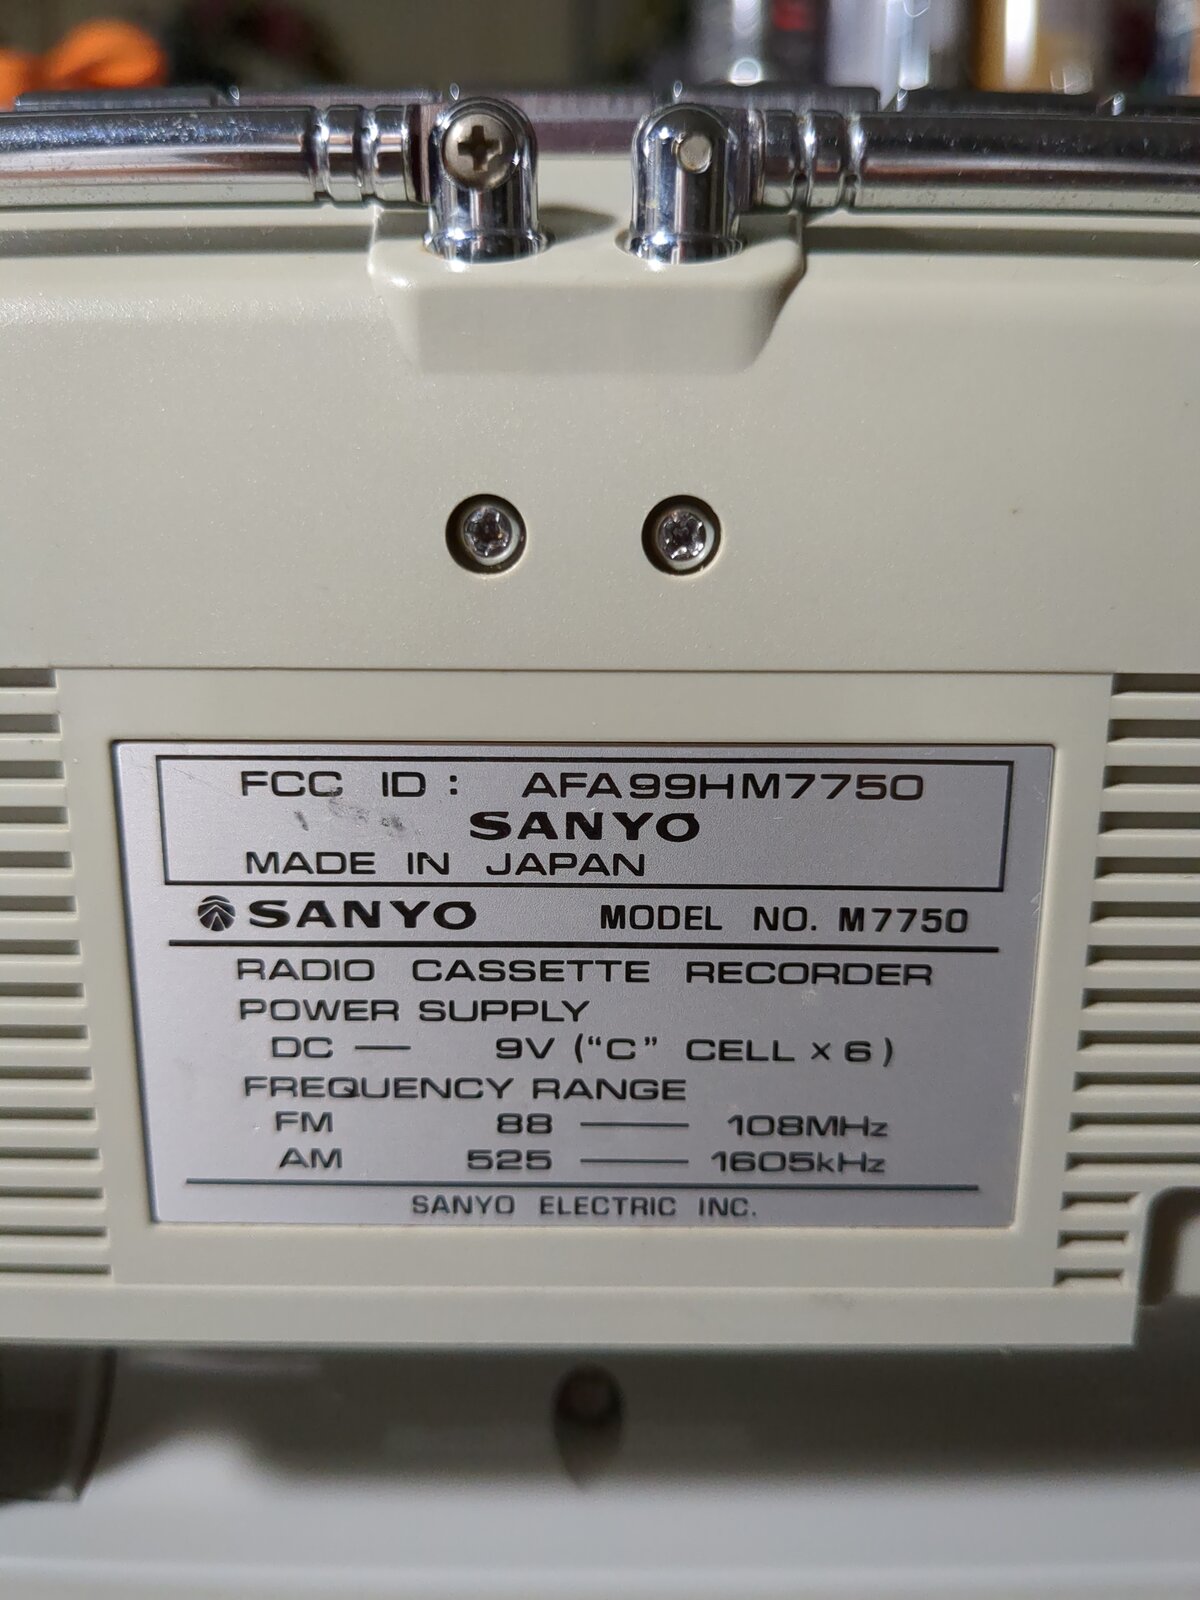 FCC ID: AFA99HM7750
SANYO
MADE IN JAPAN
SANYO MODEL NO. M7750
RADIO CASSETTE RECORDER
POWER SUPPLY
DC — 9V (“C” CELL × 6)
FREQUENCY RANGE
FM 88 — 108MHz
AM 525 — 1605kHz
SANYO ELECTRIC INC.